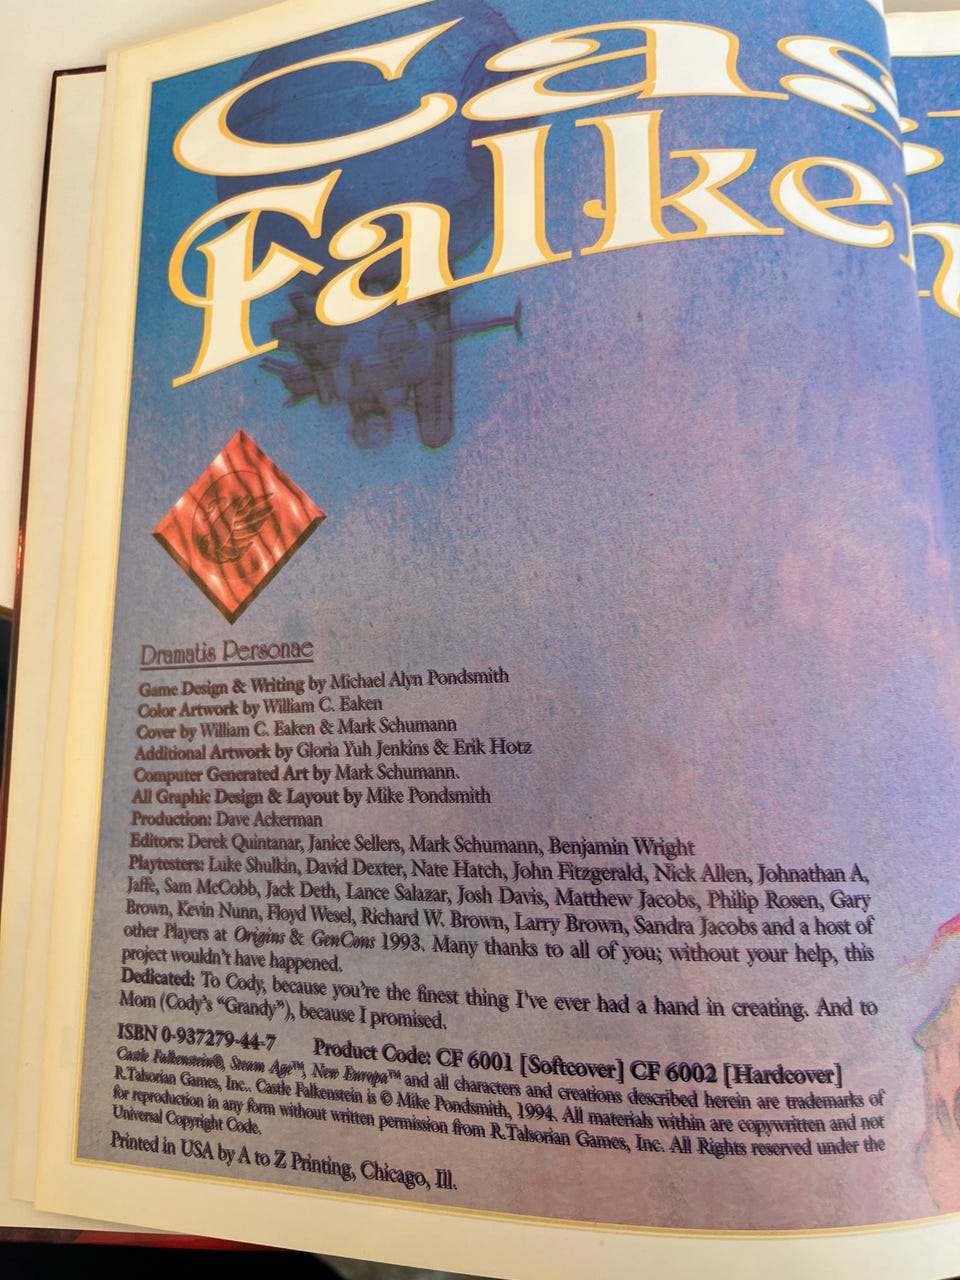 Cas
Falke
Dramatis Personae
Game Design & Writing by Michael Alyn Pondsmith
Color Artwork by William C. Eaken
Cover by William C. Eaken & Mark Schumann
Additional Artwork by Gloria Yuh Jenkins & Erik Hotz
Computer Generated Art by Mark Schumann.
All Graphic Design & Layout by Mike Pondsmith
Production: Dave Ackerman
Editors: Derek Quintanar, Janice Sellers, Mark Schumann, Benjamin Wright
Playtesters: Luke Shulkin, David Dexter, Nate Hatch, John Fitzgerald, Nick Allen, Johnathan A,
Jaffe, Sam McCobb, Jack Deth, Lance Salazar, Josh Davis, Matthew Jacobs, Philip Rosen, Gary
Brown, Kevin Nunn, Floyd Wesel, Richard W. Brown, Larry Brown, Sandra Jacobs and a host of
other Players at Origins & GenCons 1993. Many thanks to all of you; without your help, this
project wouldn't have happened.
Dedicated: To Cody, because you're the finest thing I've ever had a hand in creating. And to
Mom (Cody's "Grandy"), because I promised.
ISBN 0-937279-44-7 Product Code: CF 6001 [Softcover] CF 6002 [Hardcover]
Castle Falkenstein®, Steam Age™, New Europa™ and all characters and creations described herein are trademarks of
R.Talsorian Games, Inc.. Castle Falkenstein is © Mike Pondsmith, 1994. All materials within are copywritten and not
for reproduction in any form without written permission from R.Talsorian Games, Inc. All Rights reserved under the
Universal Copyright Code.
Printed in USA by A to Z Printing, Chicago, Ill.